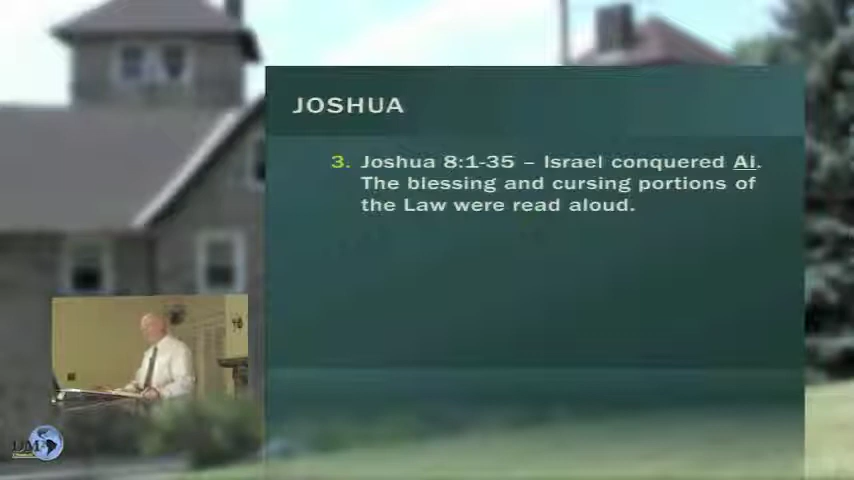 JOSHUA
3. Joshua 8:1-35 – Israel conquered Ai.
The blessing and cursing portions of
the Law were read aloud.